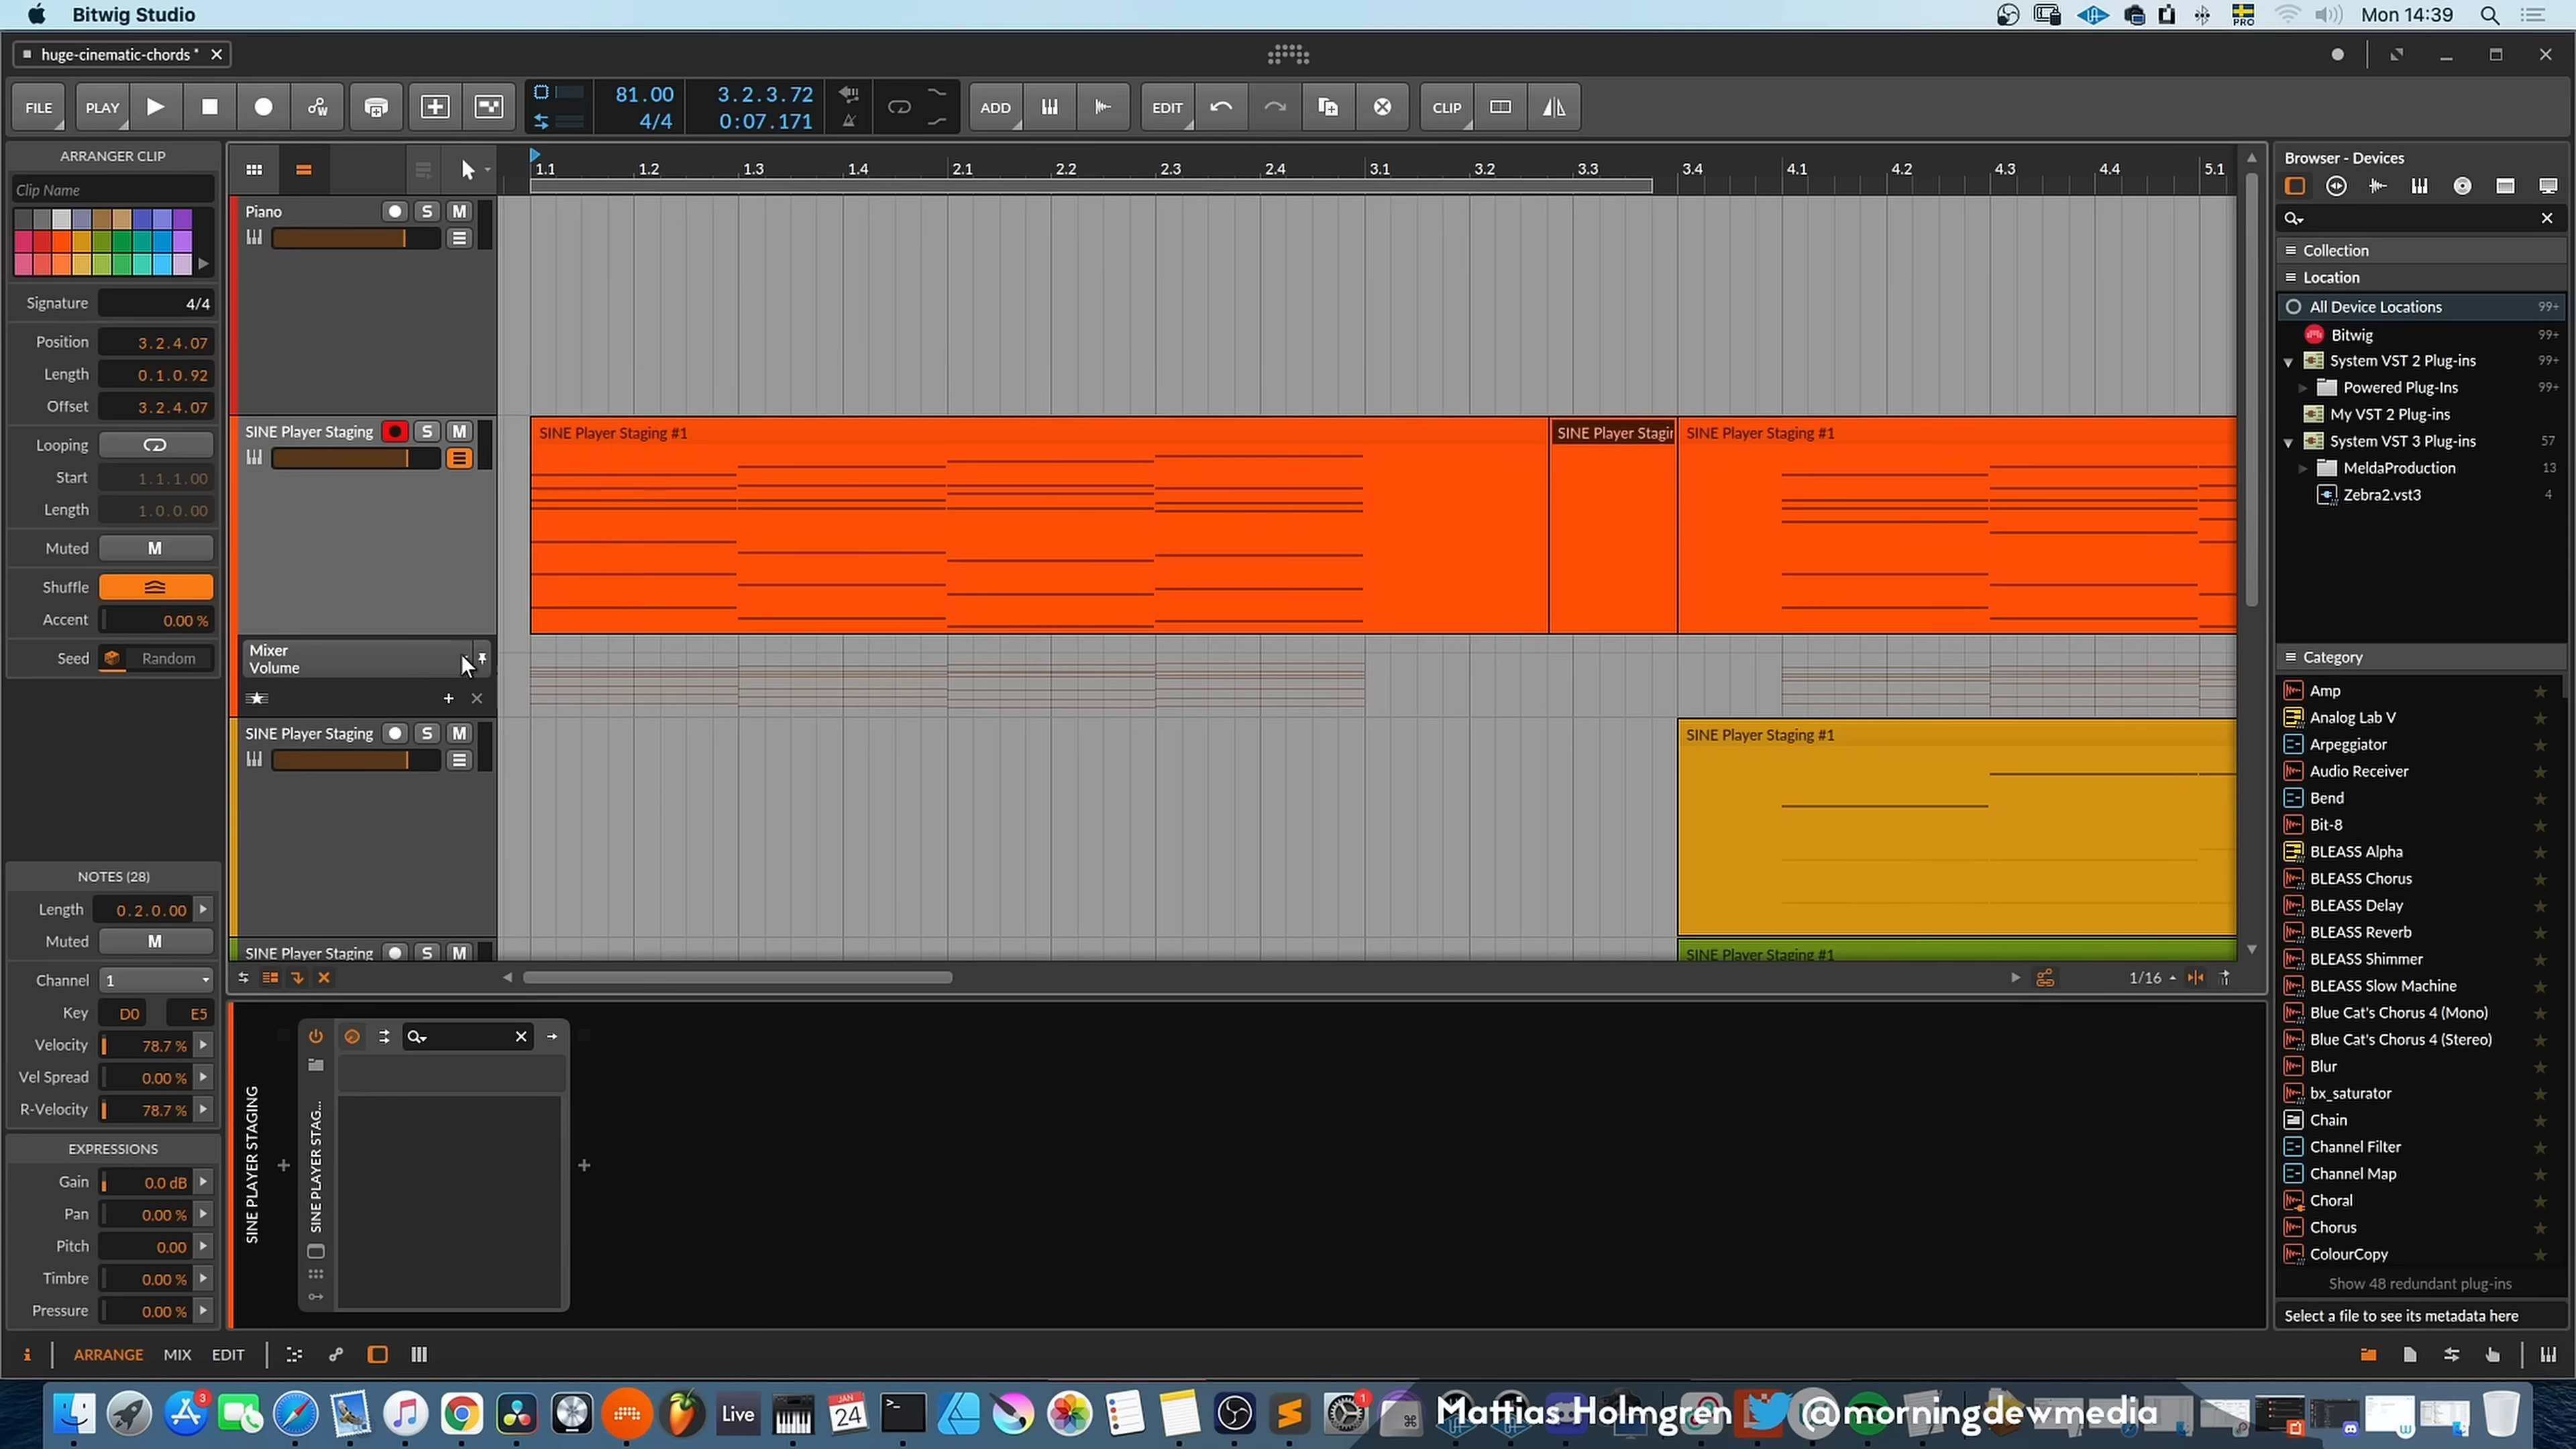 Bitwig Studio
Mon 14:39
PRO
huge-cinematic-chords *
FILE
PLAY
81.00
4/4
3.2.3.72
0:07.171
ADD
EDIT
CLIP
ARRANGER CLIP
Clip Name
Signature 4/4
Position 3.2.4.07
Length 0.1.0.92
Offset 3.2.4.07
Looping
Start 1.1.1.00
Length 1.0.0.00
Muted M
Shuffle
Accent 0.00 %
Seed Random
NOTES (28)
Length 0.2.0.00
Muted M
Channel 1
Key D0 E5
Velocity 78.7 %
Vel Spread 0.00 %
R-Velocity 78.7 %
EXPRESSIONS
Gain 0.0 dB
Pan 0.00 %
Pitch 0.00
Timbre 0.00 %
Pressure 0.00 %
1.1 1.2 1.3 1.4 2.1 2.2 2.3 2.4 3.1 3.2 3.3 3.4 4.1 4.2 4.3 4.4 5.1
Piano S M
SINE Player Staging S M
SINE Player Staging #1
SINE Player Stagin
SINE Player Staging #1
Mixer
Volume
SINE Player Staging S M
SINE Player Staging #1
SINE Player Staging S M
SINE Player Staging #1
1/16
SINE PLAYER STAGING
SINE PLAYER STAG...
Browser - Devices
Collection
Location
All Device Locations 99+
Bitwig 99+
System VST 2 Plug-ins 99+
Powered Plug-Ins 99+
My VST 2 Plug-ins
System VST 3 Plug-ins 57
MeldaProduction 13
Zebra2.vst3 4
Category
Amp
Analog Lab V
Arpeggiator
Audio Receiver
Bend
Bit-8
BLEASS Alpha
BLEASS Chorus
BLEASS Delay
BLEASS Reverb
BLEASS Shimmer
BLEASS Slow Machine
Blue Cat's Chorus 4 (Mono)
Blue Cat's Chorus 4 (Stereo)
Blur
bx_saturator
Chain
Channel Filter
Channel Map
Choral
Chorus
ColourCopy
Show 48 redundant plug-ins
Select a file to see its metadata here
i ARRANGE MIX EDIT
3
Live
JAN
24
1
Mattias Holmgren @morningdewmedia